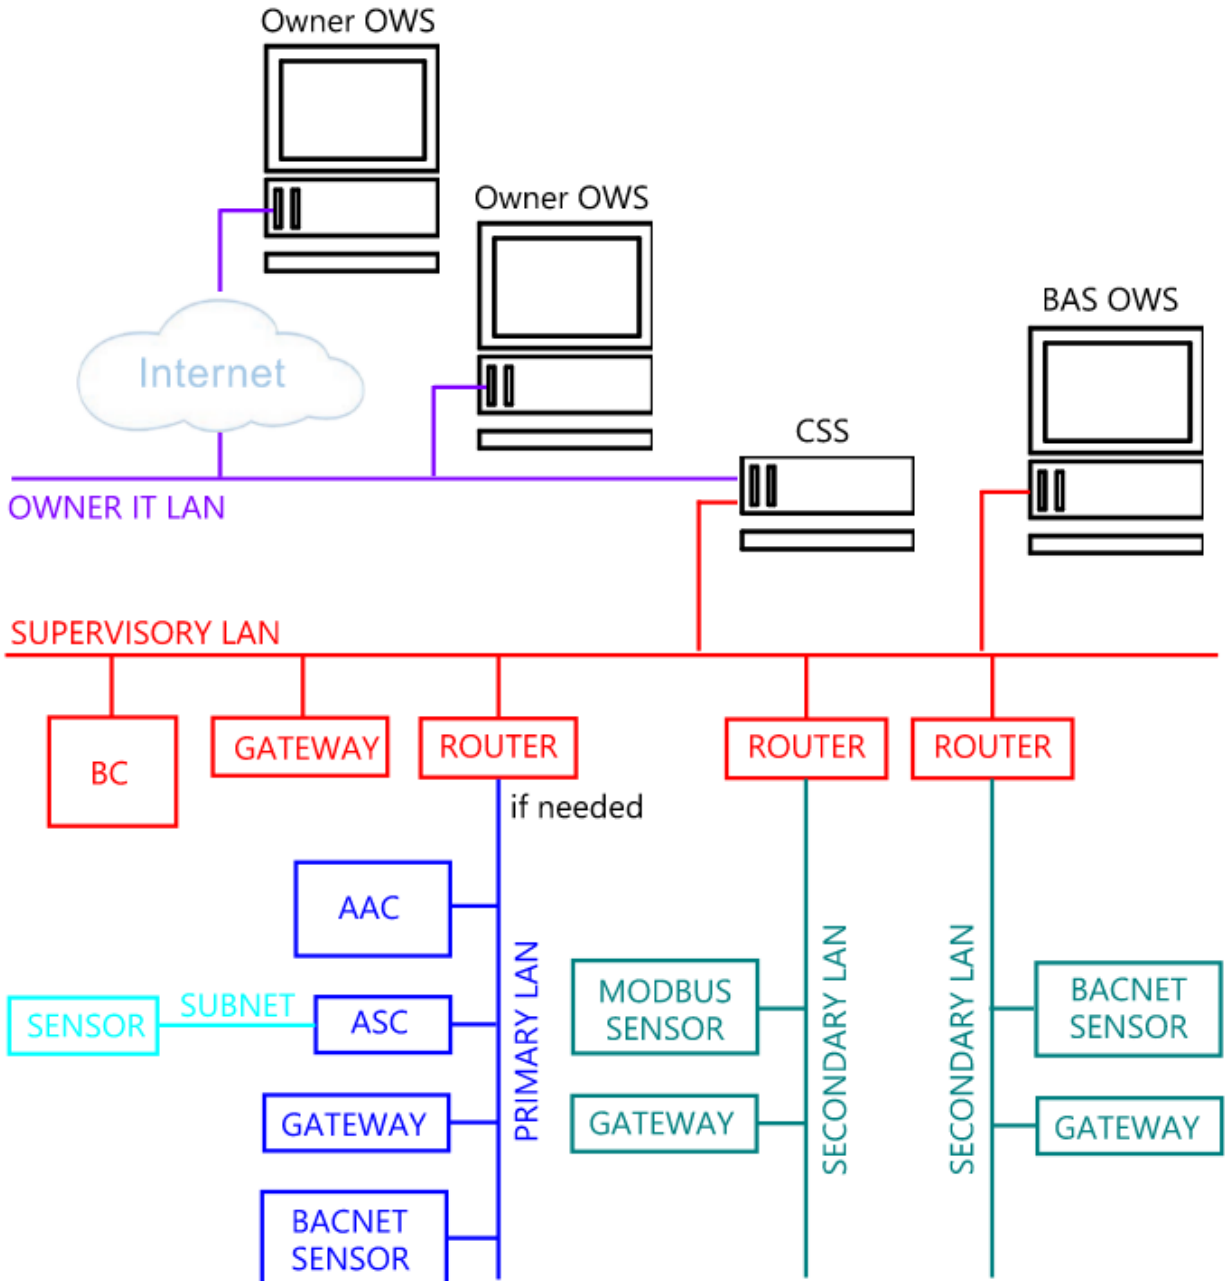 Owner OWS
Owner OWS
BAS OWS
Internet
CSS
OWNER IT LAN
SUPERVISORY LAN
BC
GATEWAY
ROUTER
ROUTER
ROUTER
if needed
AAC
PRIMARY LAN
SECONDARY LAN
SECONDARY LAN
SENSOR
SUBNET
ASC
MODBUS
SENSOR
BACNET
SENSOR
GATEWAY
GATEWAY
GATEWAY
BACNET
SENSOR